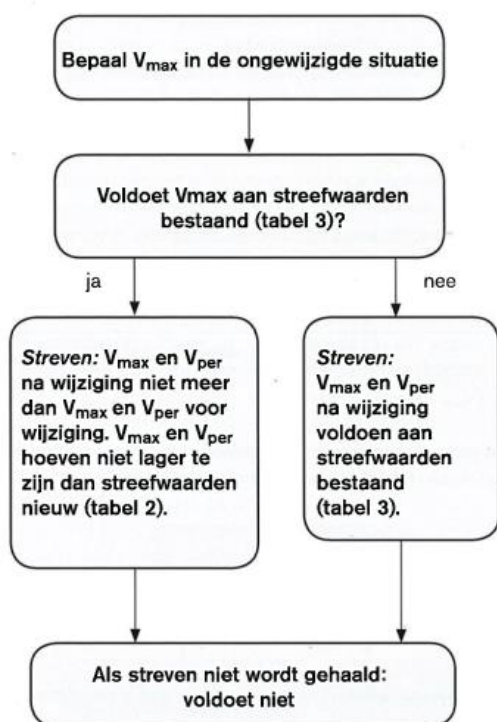 Bepaal Vmax in de ongewijzigde situatie
Voldoet Vmax aan streefwaarden
bestaand (tabel 3)?
ja
nee
Streven: Vmax en Vper
na wijziging niet meer
dan Vmax en Vper voor
wijziging. Vmax en Vper
hoeven niet lager te
zijn dan streefwaarden
nieuw (tabel 2).
Streven:
Vmax en Vper
na wijziging
voldoen aan
streefwaarden
bestaand
(tabel 3).
Als streven niet wordt gehaald:
voldoet niet